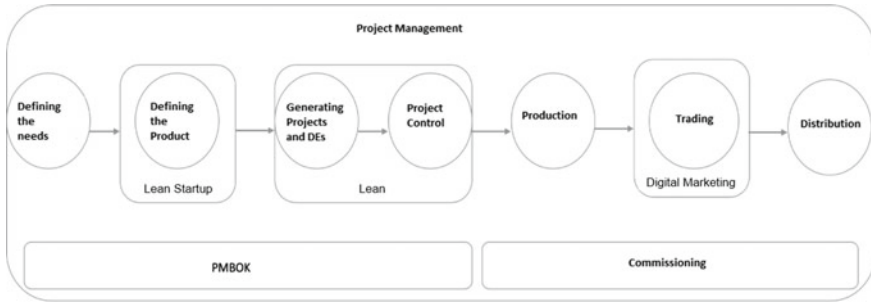 Project Management
Defining
the
needs
Defining
the
Product
Lean Startup
Generating
Projects
and DEs
Project
Control
Lean
Production
Trading
Digital Marketing
Distribution
PMBOK
Commissioning